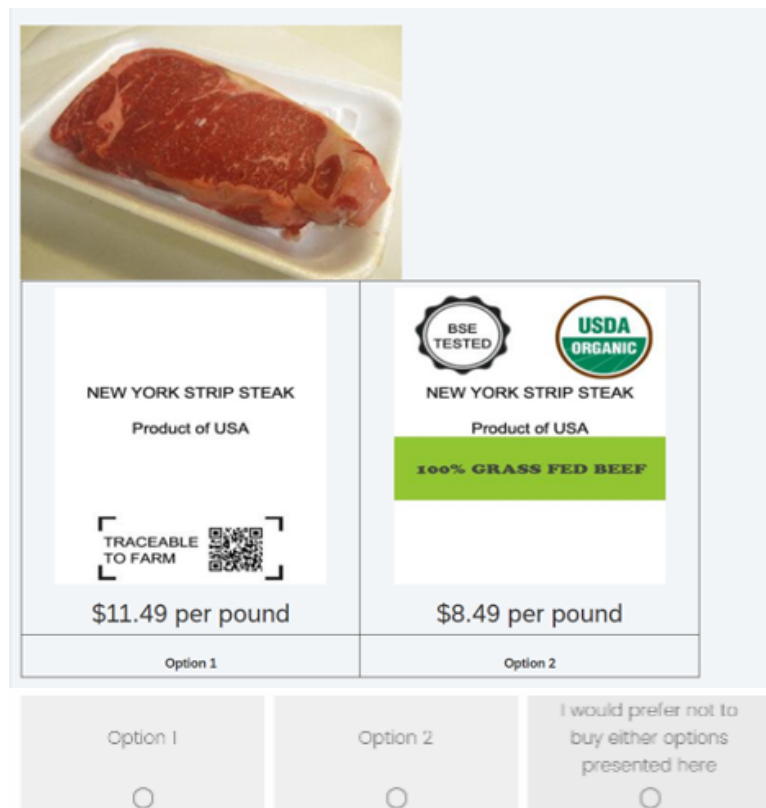 BSE
TESTED
USDA
ORGANIC
NEW YORK STRIP STEAK
Product of USA
TRACEABLE
TO FARM
$11.49 per pound
Option 1
NEW YORK STRIP STEAK
Product of USA
100% GRASS FED BEEF
$8.49 per pound
Option 2
Option 1
Option 2
I would prefer not to
buy either options
presented here